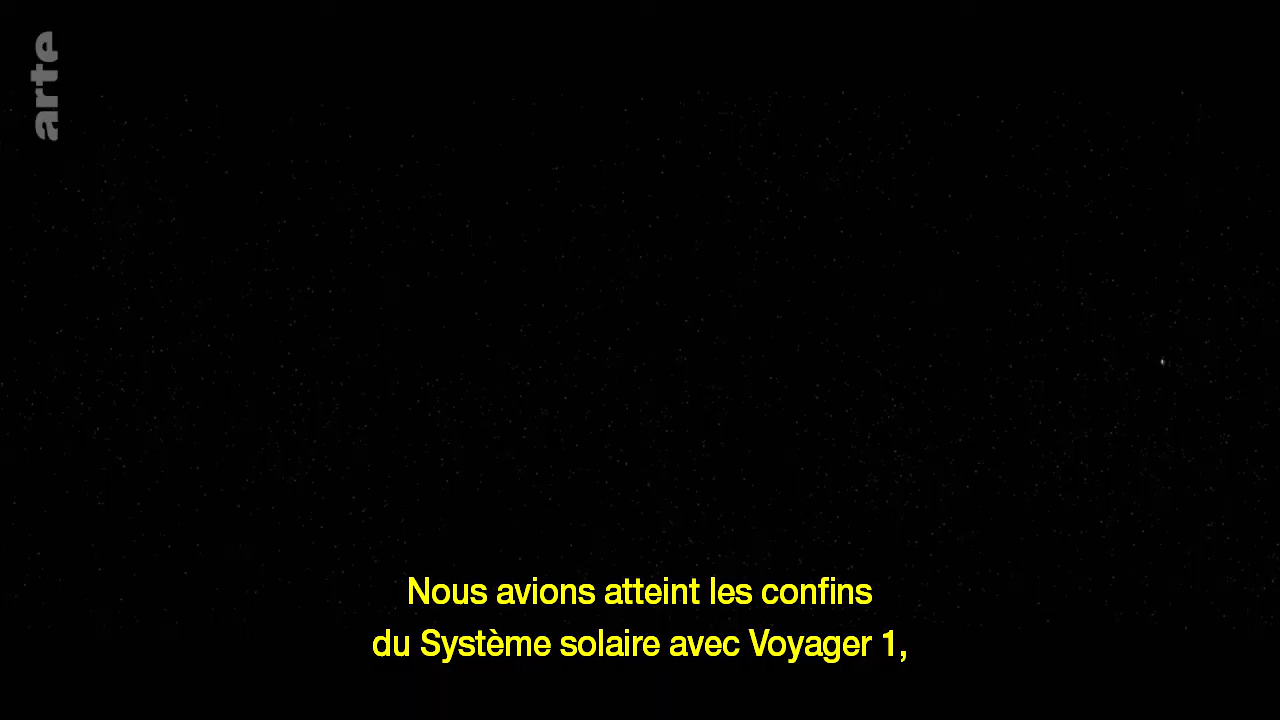 arte
Nous avions atteint les confins
du Système solaire avec Voyager 1,